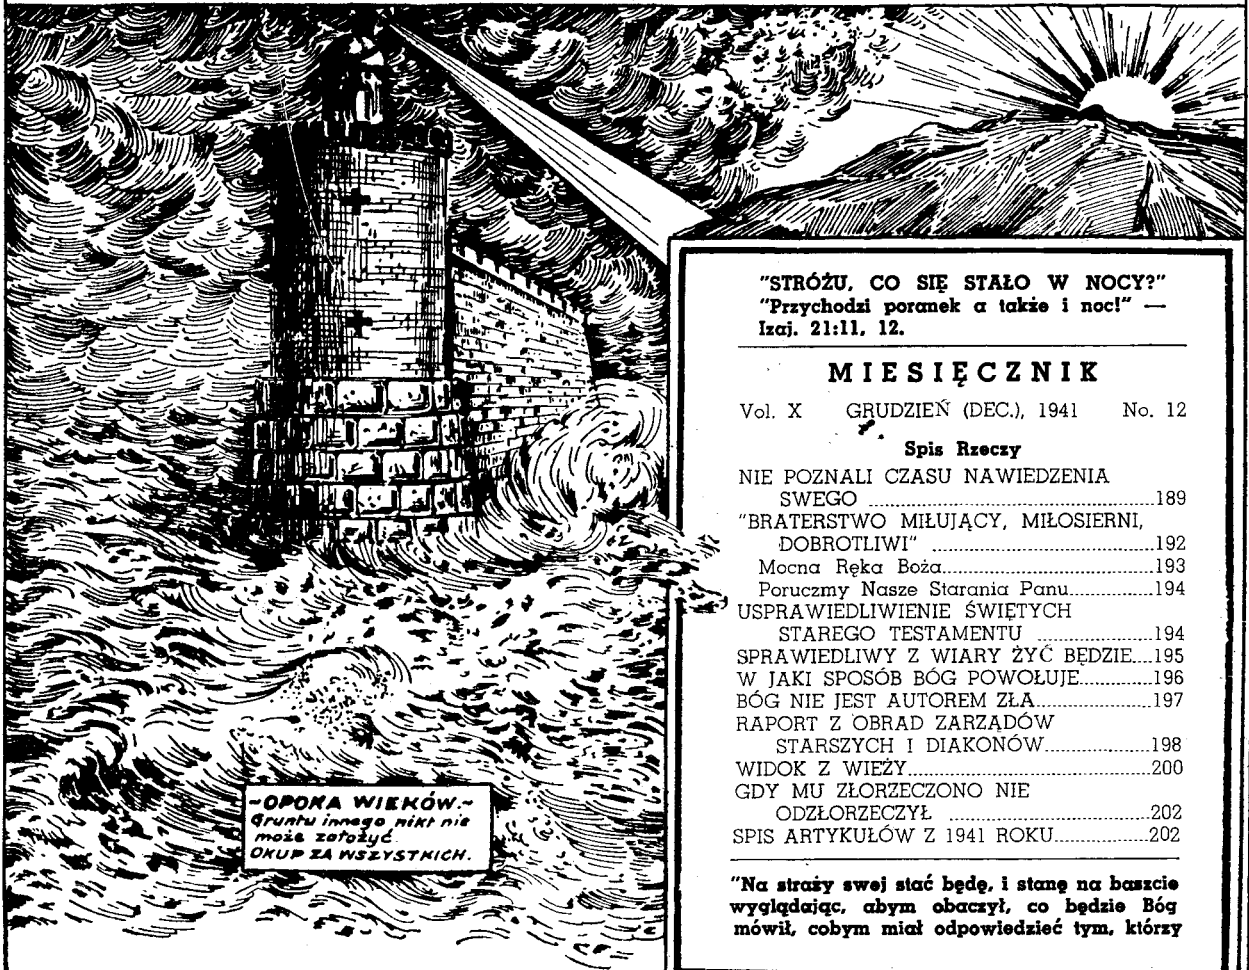 "STRÓŻU, CO SIĘ STAŁO W NOCY?"
"Przychodzi poranek a także i noc!" —
Izaj. 21:11, 12.
MIESIĘCZNIK
Vol. X GRUDZIEŃ (DEC.), 1941 No. 12
Spis Rzeczy
NIE POZNALI CZASU NAWIEDZENIA
SWEGO ........................................189
"BRATERSTWO MIŁUJĄCY, MIŁOSIERNI,
DOBROTLIWI" ........................................192
Mocna Ręka Boża........................................193
Poruczmy Nasze Starania Panu................194
USPRAWIEDLIWIENIE ŚWIĘTYCH
STAREGO TESTAMENTU ....................194
SPRAWIEDLIWY Z WIARY ŻYĆ BĘDZIE....195
W JAKI SPOSÓB BÓG POWOŁUJE..............196
BÓG NIE JEST AUTOREM ZŁA....................197
RAPORT Z OBRAD ZARZĄDÓW
STARSZYCH I DIAKONÓW....................198
WIDOK Z WIEŻY........................................200
GDY MU ZŁORZECZONO NIE
ODZŁORZECZYŁ ....................................202
SPIS ARTYKUŁÓW Z 1941 ROKU................202
"Na straży swej stać będę, i stanę na baszcie
wyglądając, abym obaczył, co będzie Bóg
mówił, cobym miał odpowiedzieć tym, którzy
~OPOKA WIEKÓW.~
Gruntu innego nikt nie
może założyć
OKUP ZA WSZYSTKICH.